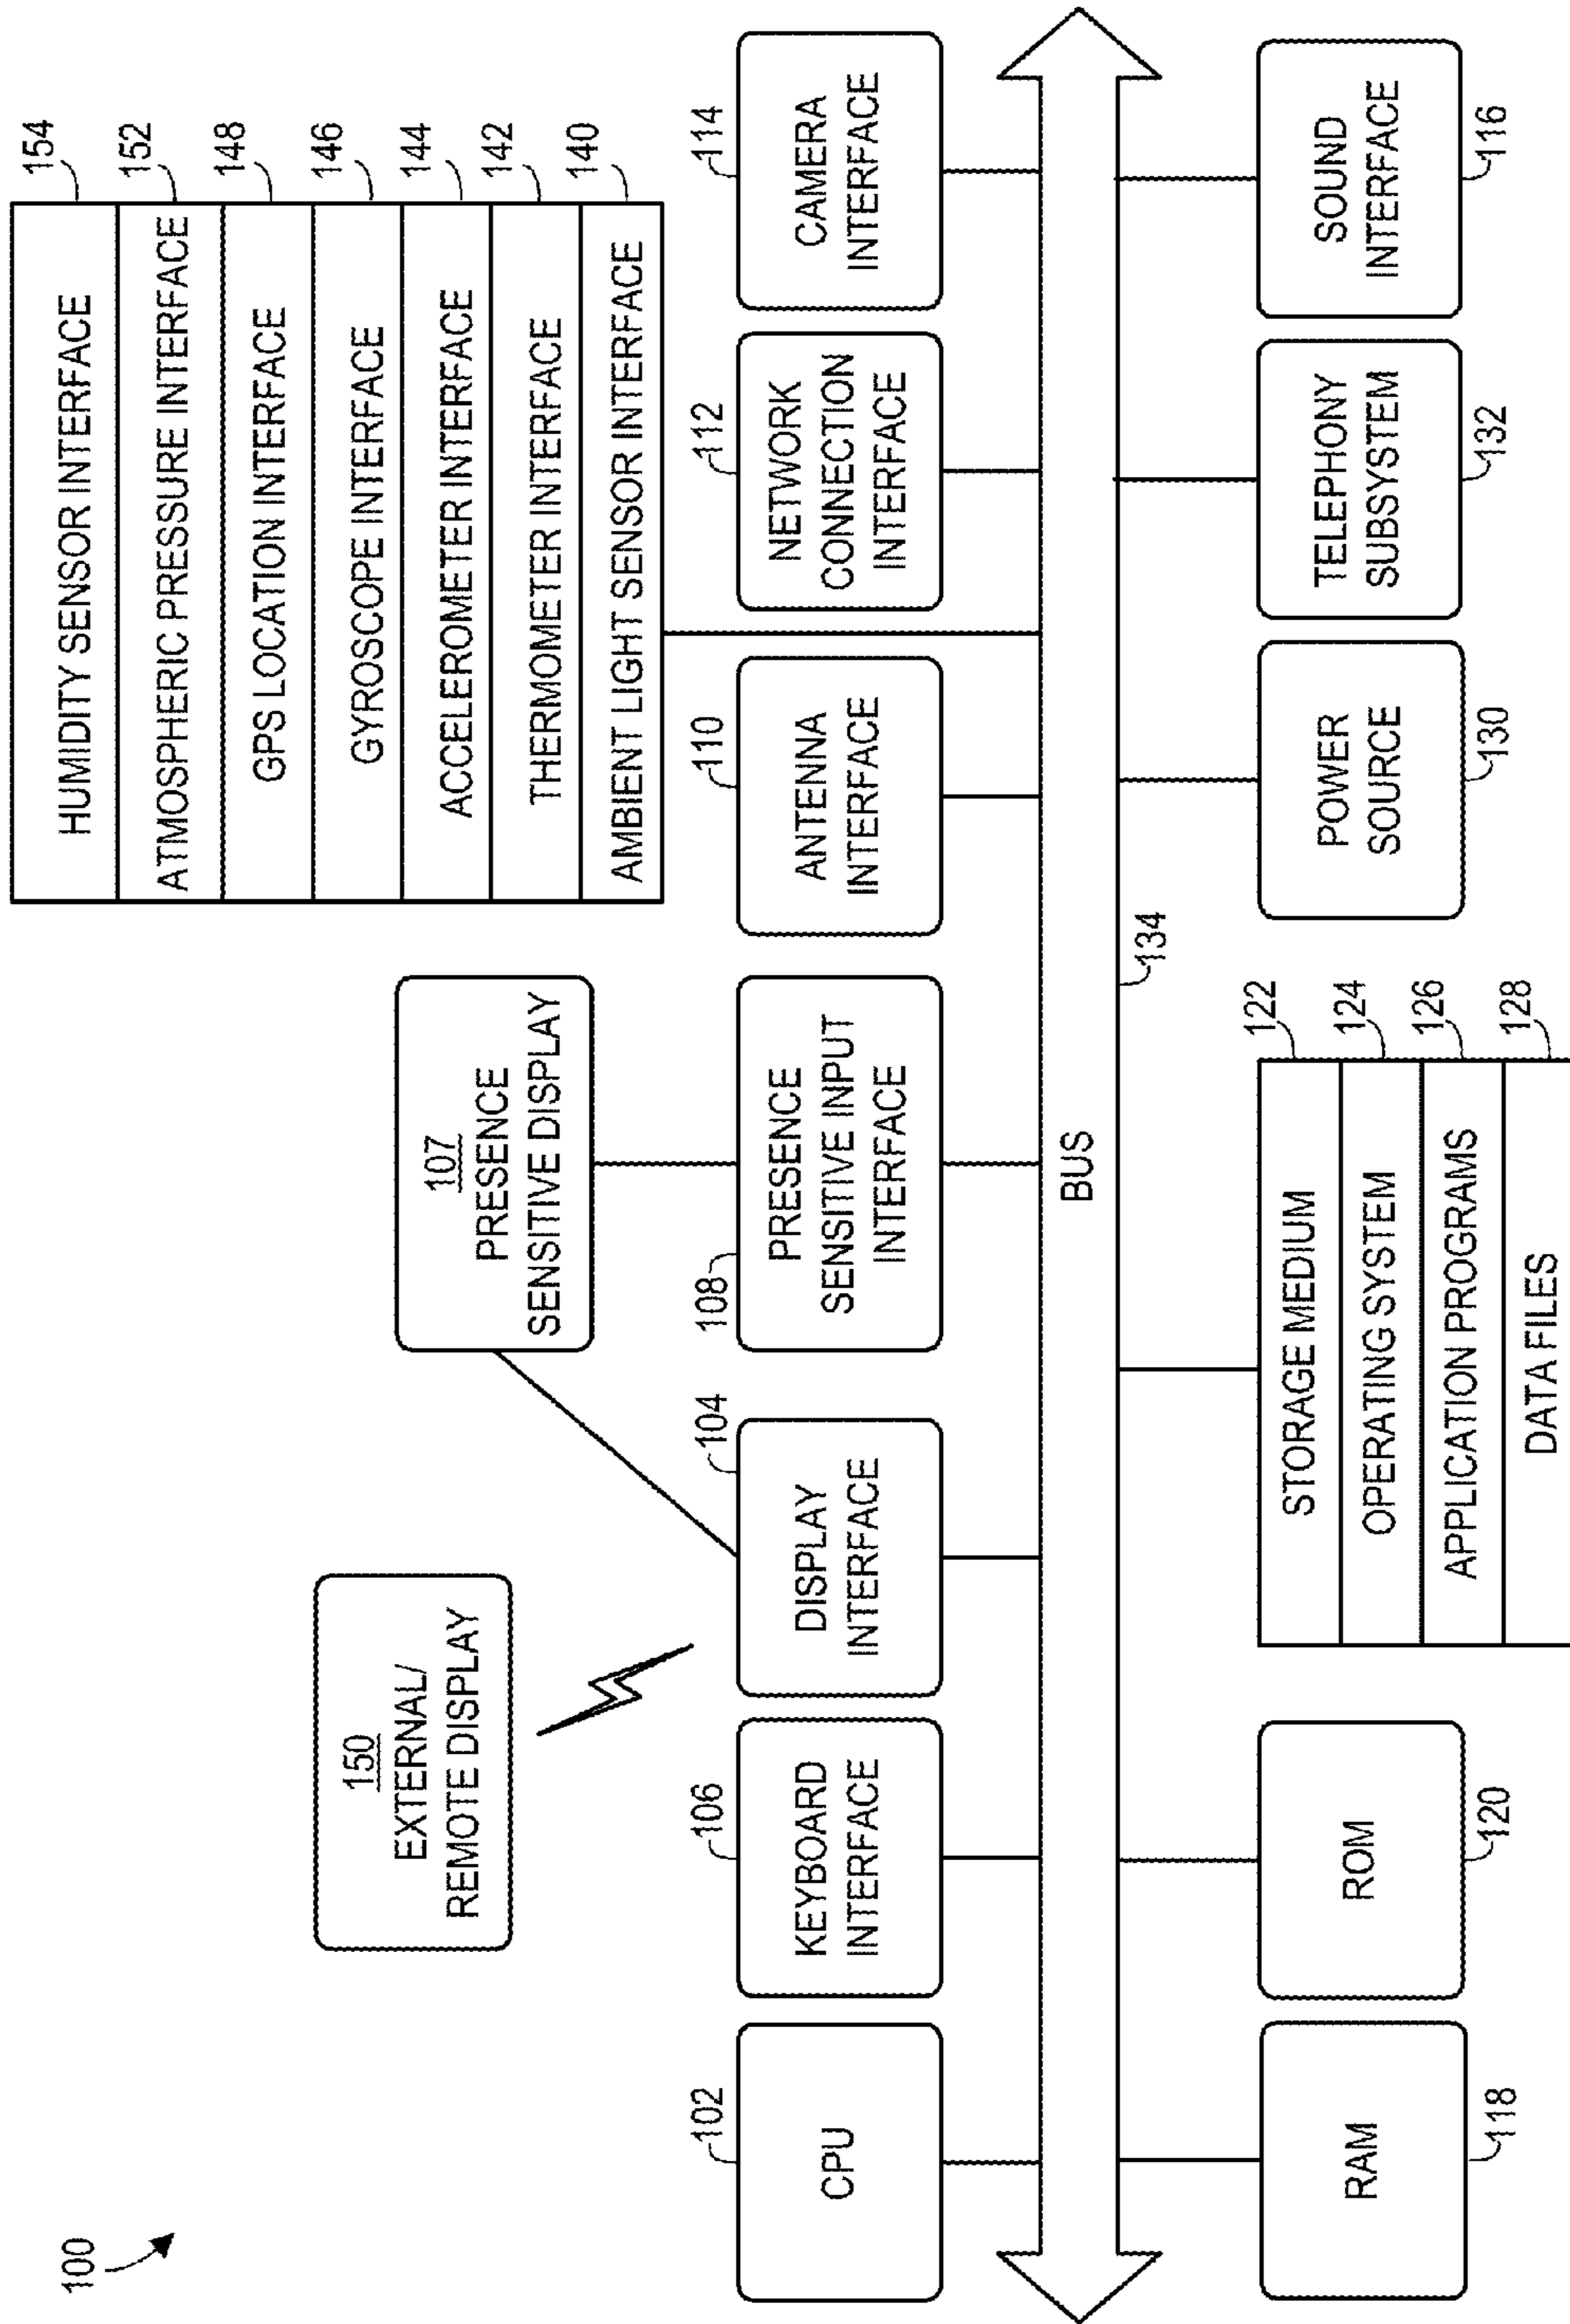 100
HUMIDITY SENSOR INTERFACE
154
ATMOSPHERIC PRESSURE INTERFACE
152
GPS LOCATION INTERFACE
148
GYROSCOPE INTERFACE
146
ACCELEROMETER INTERFACE
144
THERMOMETER INTERFACE
142
AMBIENT LIGHT SENSOR INTERFACE
140
150
EXTERNAL/
REMOTE DISPLAY
107
PRESENCE
SENSITIVE DISPLAY
102
CPU
106
KEYBOARD
INTERFACE
104
DISPLAY
INTERFACE
108
PRESENCE
SENSITIVE INPUT
INTERFACE
110
ANTENNA
INTERFACE
112
NETWORK
CONNECTION
INTERFACE
114
CAMERA
INTERFACE
BUS
134
RAM
118
ROM
120
STORAGE MEDIUM
122
OPERATING SYSTEM
124
APPLICATION PROGRAMS
126
DATA FILES
128
POWER
SOURCE
130
TELEPHONY
SUBSYSTEM
132
SOUND
INTERFACE
116